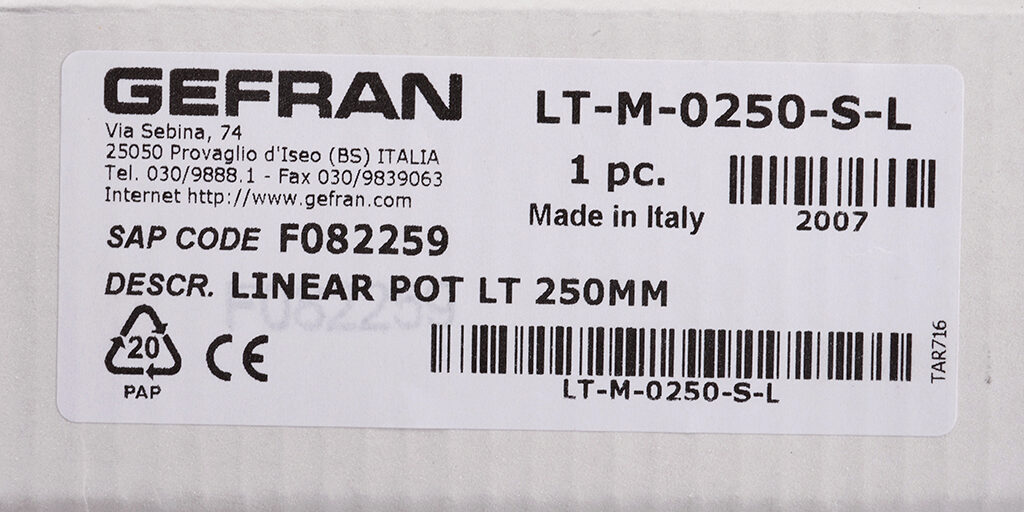 GEFRAN
Via Sebina, 74
25050 Provaglio d'Iseo (BS) ITALIA
Tel. 030/9888.1 - Fax 030/9839063
Internet http://www.gefran.com
LT-M-0250-S-L
1 pc.
Made in Italy
2007
SAP CODE F082259
DESCR. LINEAR POT LT 250MM
F082259
20
PAP
CE
LT-M-0250-S-L
TAR716